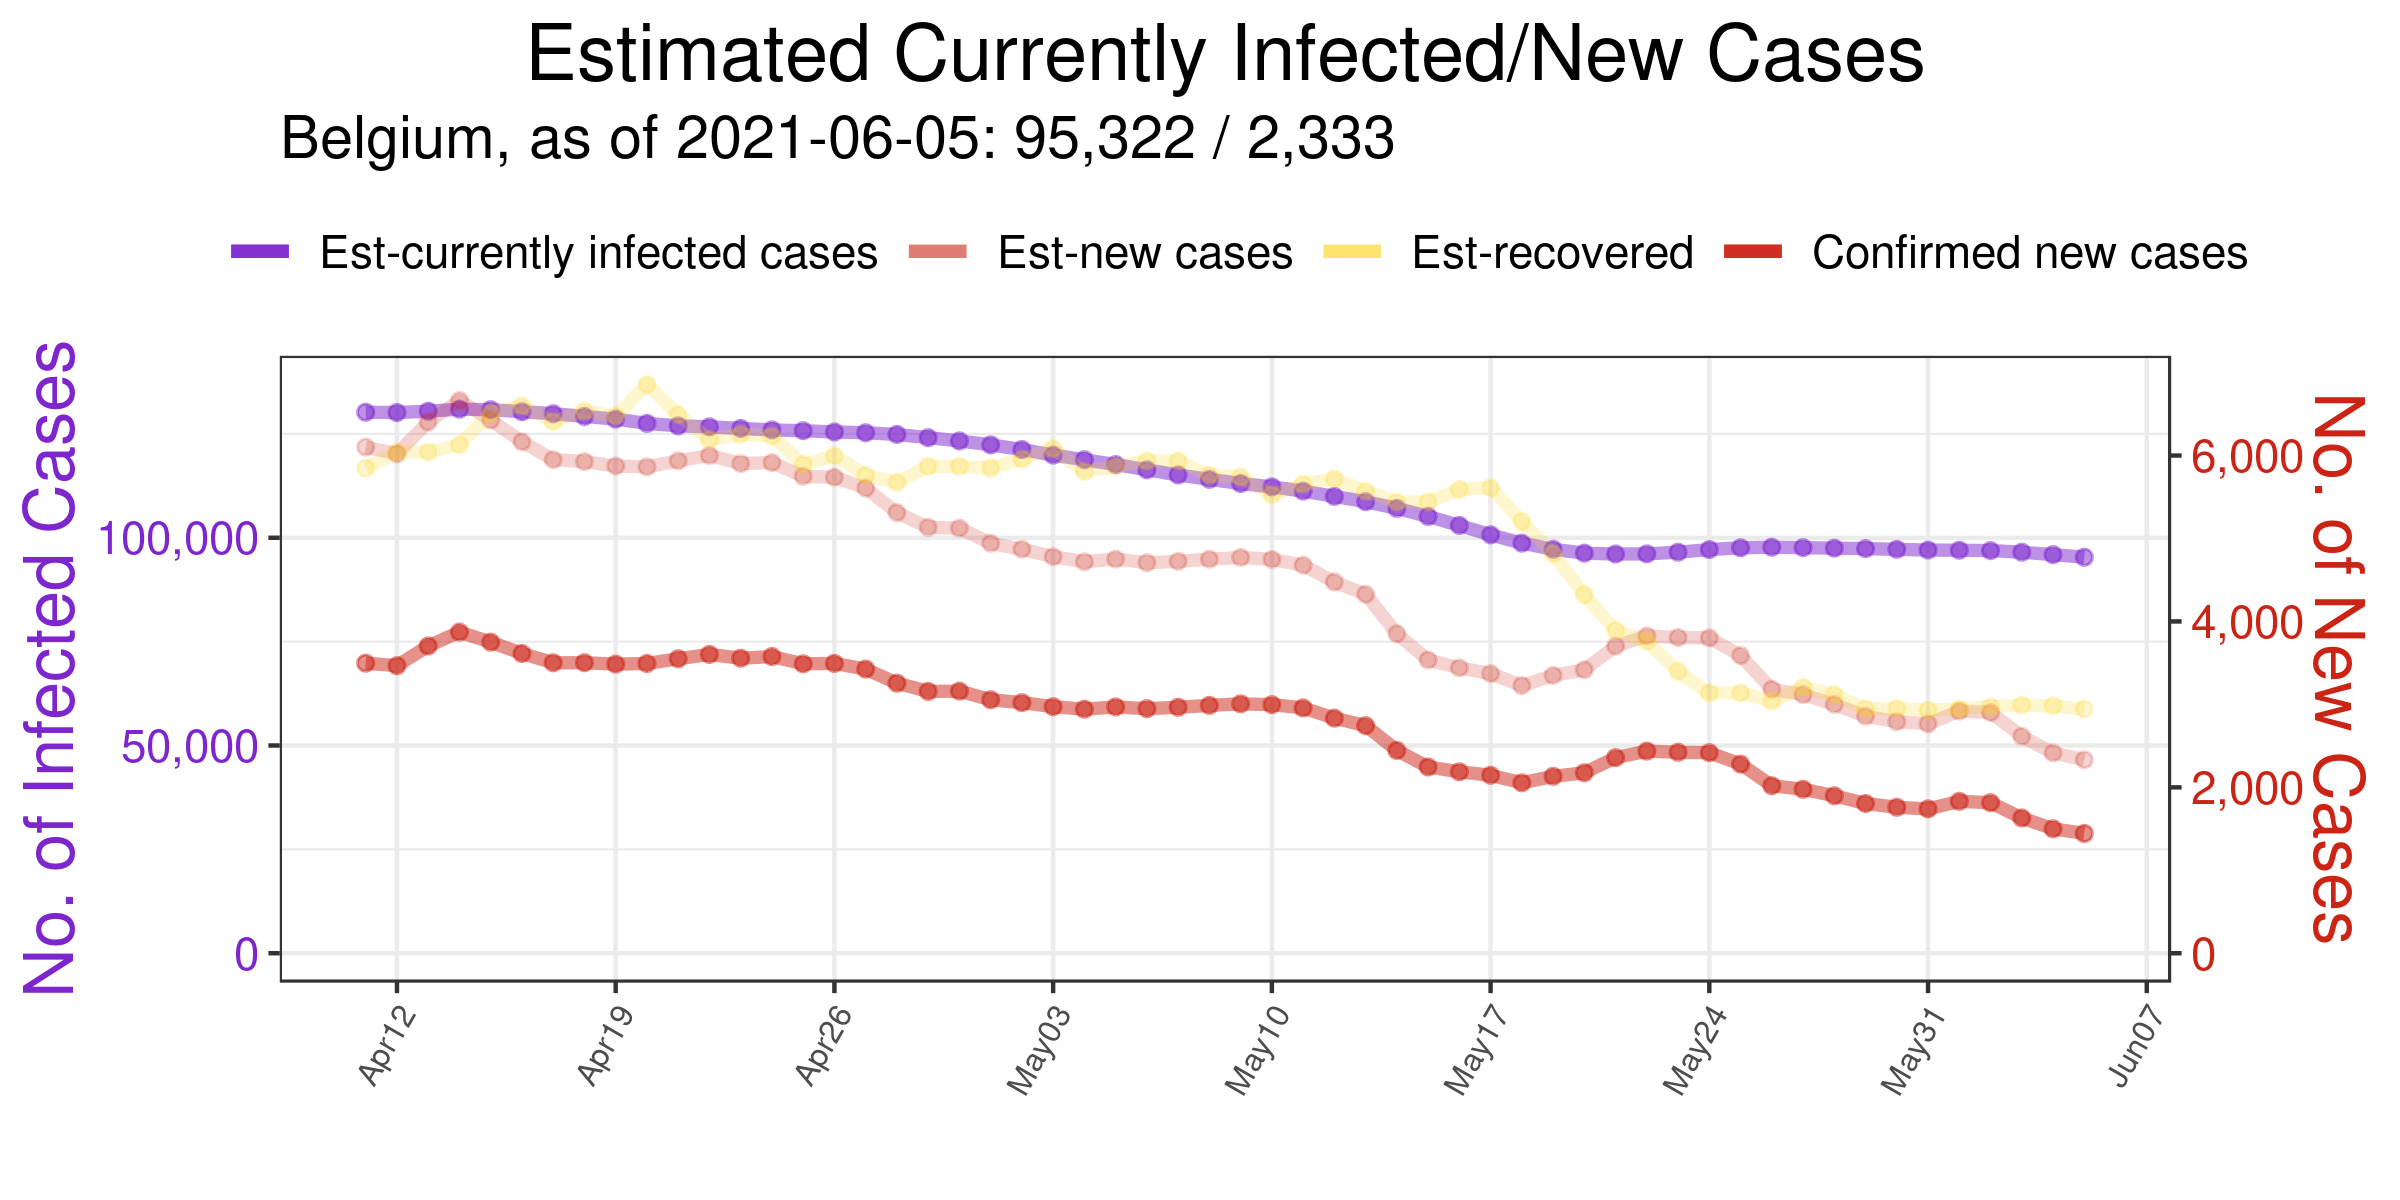 Estimated Currently Infected/New Cases
Belgium, as of 2021-06-05: 95,322 / 2,333
Est-currently infected cases
Est-new cases
Est-recovered
Confirmed new cases
No. of Infected Cases
100,000
50,000
0
6,000
4,000
2,000
0
No. of New Cases
Apr12
Apr19
Apr26
May03
May10
May17
May24
May31
Jun07